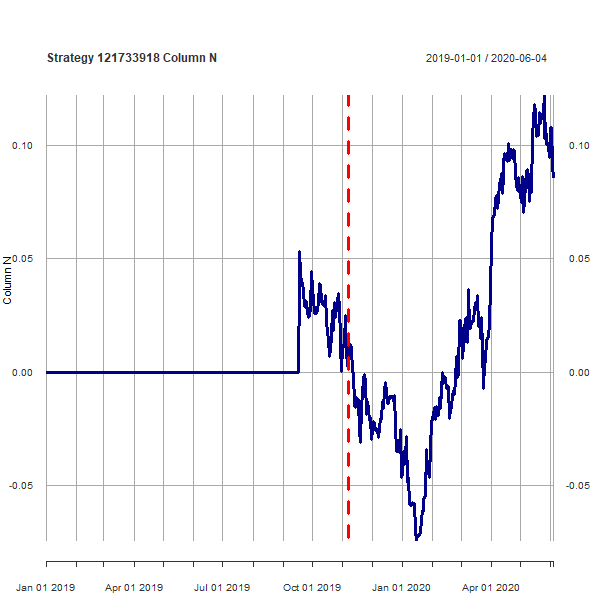 Strategy 121733918 Column N
2019-01-01 / 2020-06-04
0.10
0.05
0.00
-0.05
Column N
0.10
0.05
0.00
-0.05
Jan 01 2019
Apr 01 2019
Jul 01 2019
Oct 01 2019
Jan 01 2020
Apr 01 2020